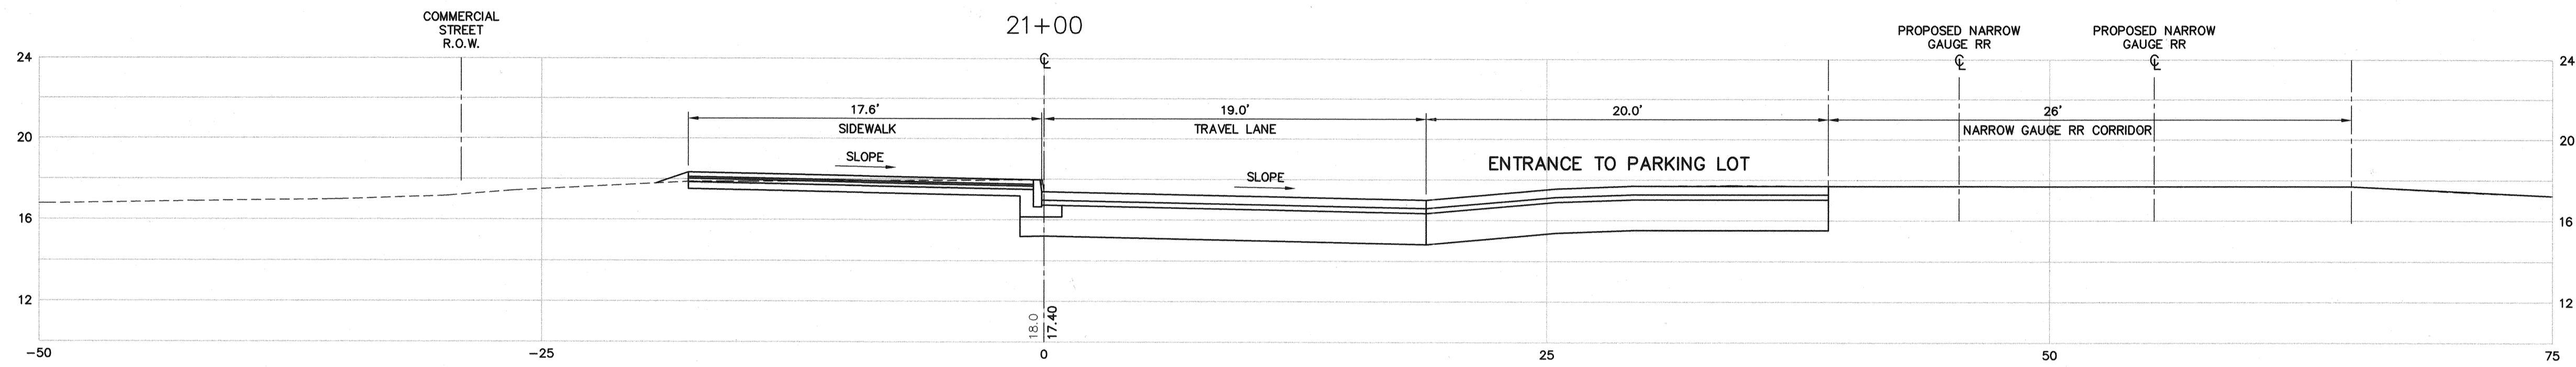 COMMERCIAL
STREET
R.O.W.
21+00
PROPOSED NARROW
GAUGE RR
PROPOSED NARROW
GAUGE RR
24
℄
℄
℄
24
17.6'
19.0'
20.0'
26'
SIDEWALK
TRAVEL LANE
NARROW GAUGE RR CORRIDOR
20
20
SLOPE
ENTRANCE TO PARKING LOT
SLOPE
16
16
12
12
18.0
17.40
-50
-25
0
25
50
75